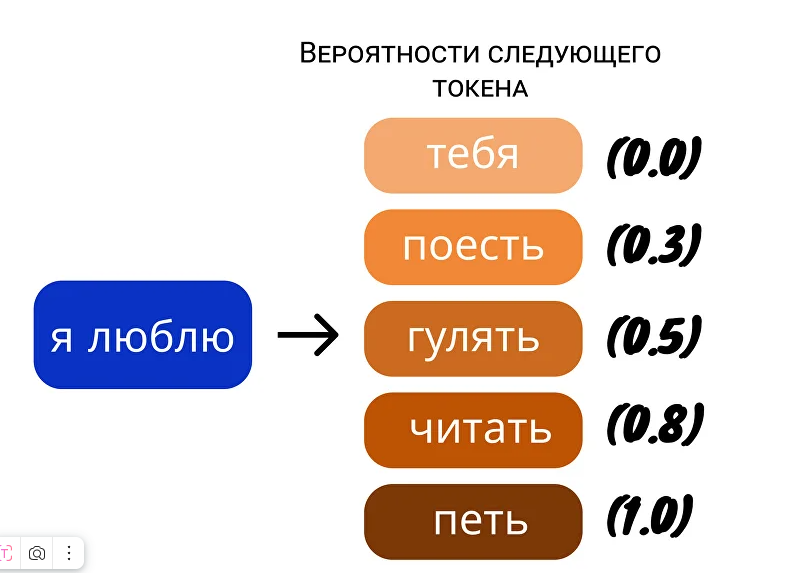 Вероятности следующего
токена
тебя (0.0)
поесть (0.3)
я люблю → гулять (0.5)
читать (0.8)
петь (1.0)